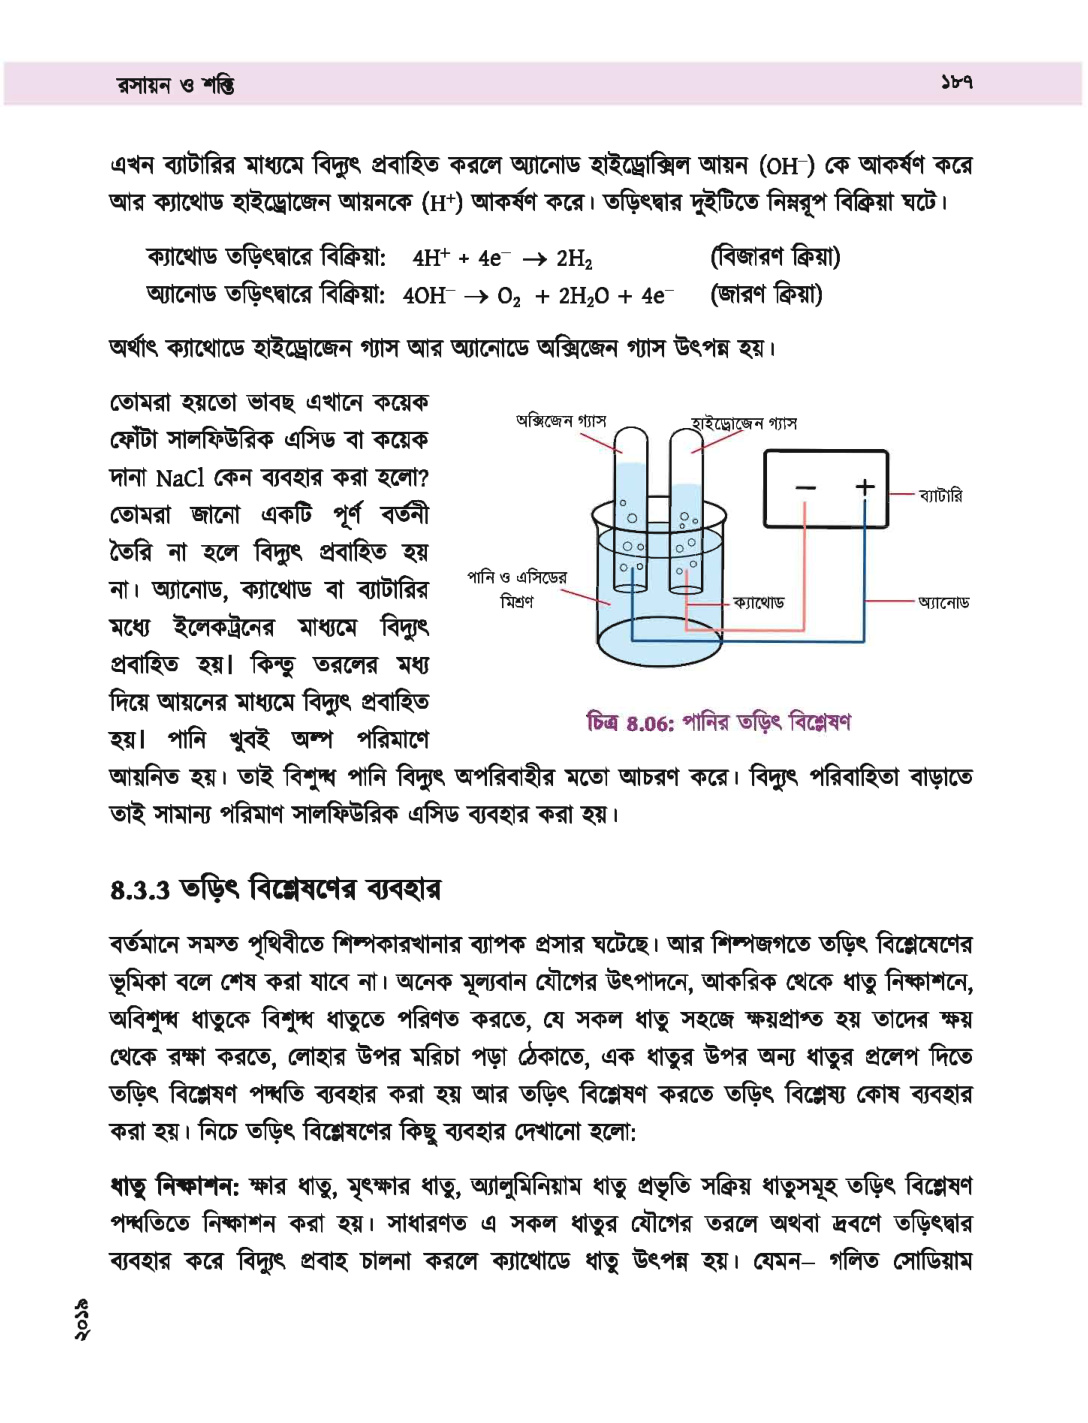 রসায়ন ও শক্তি
১৮৭
এখন ব্যাটারির মাধ্যমে বিদ্যুৎ প্রবাহিত করলে অ্যানোড হাইড্রোক্সিল আয়ন (OH⁻) কে আকর্ষণ করে
আর ক্যাথোড হাইড্রোজেন আয়নকে (H⁺) আকর্ষণ করে। তড়িৎদ্বার দুইটিতে নিম্নরূপ বিক্রিয়া ঘটে।
ক্যাথোড তড়িৎদ্বারে বিক্রিয়া: 4H⁺ + 4e⁻ → 2H₂ (বিজারণ ক্রিয়া)
অ্যানোড তড়িৎদ্বারে বিক্রিয়া: 4OH⁻ → O₂ + 2H₂O + 4e⁻ (জারণ ক্রিয়া)
অর্থাৎ ক্যাথোডে হাইড্রোজেন গ্যাস আর অ্যানোডে অক্সিজেন গ্যাস উৎপন্ন হয়।
তোমরা হয়তো ভাবছ এখানে কয়েক
ফোঁটা সালফিউরিক এসিড বা কয়েক
দানা NaCl কেন ব্যবহার করা হলো?
তোমরা জানো একটি পূর্ণ বর্তনী
তৈরি না হলে বিদ্যুৎ প্রবাহিত হয়
না। অ্যানোড, ক্যাথোড বা ব্যাটারির
মধ্যে ইলেকট্রনের মাধ্যমে বিদ্যুৎ
প্রবাহিত হয়। কিন্তু তরলের মধ্য
দিয়ে আয়নের মাধ্যমে বিদ্যুৎ প্রবাহিত
হয়। পানি খুবই অল্প পরিমাণে
আয়নিত হয়। তাই বিশুদ্ধ পানি বিদ্যুৎ অপরিবাহীর মতো আচরণ করে। বিদ্যুৎ পরিবাহিতা বাড়াতে
তাই সামান্য পরিমাণ সালফিউরিক এসিড ব্যবহার করা হয়।
অক্সিজেন গ্যাস
হাইড্রোজেন গ্যাস
− +
ব্যাটারি
পানি ও এসিডের
মিশ্রণ
ক্যাথোড
অ্যানোড
চিত্র 8.06: পানির তড়িৎ বিশ্লেষণ
8.3.3 তড়িৎ বিশ্লেষণের ব্যবহার
বর্তমানে সমস্ত পৃথিবীতে শিল্পকারখানার ব্যাপক প্রসার ঘটেছে। আর শিল্পজগতে তড়িৎ বিশ্লেষেণের
ভূমিকা বলে শেষ করা যাবে না। অনেক মূল্যবান যৌগের উৎপাদনে, আকরিক থেকে ধাতু নিষ্কাশনে,
অবিশুদ্ধ ধাতুকে বিশুদ্ধ ধাতুতে পরিণত করতে, যে সকল ধাতু সহজে ক্ষয়প্রাপ্ত হয় তাদের ক্ষয়
থেকে রক্ষা করতে, লোহার উপর মরিচা পড়া ঠেকাতে, এক ধাতুর উপর অন্য ধাতুর প্রলেপ দিতে
তড়িৎ বিশ্লেষণ পদ্ধতি ব্যবহার করা হয় আর তড়িৎ বিশ্লেষণ করতে তড়িৎ বিশ্লেষ্য কোষ ব্যবহার
করা হয়। নিচে তড়িৎ বিশ্লেষণের কিছু ব্যবহার দেখানো হলো:
ধাতু নিষ্কাশন: ক্ষার ধাতু, মৃৎক্ষার ধাতু, অ্যালুমিনিয়াম ধাতু প্রভৃতি সক্রিয় ধাতুসমূহ তড়িৎ বিশ্লেষণ
পদ্ধতিতে নিষ্কাশন করা হয়। সাধারণত এ সকল ধাতুর যৌগের তরলে অথবা দ্রবণে তড়িৎদ্বার
ব্যবহার করে বিদ্যুৎ প্রবাহ চালনা করলে ক্যাথোডে ধাতু উৎপন্ন হয়। যেমন– গলিত সোডিয়াম
২০১৯